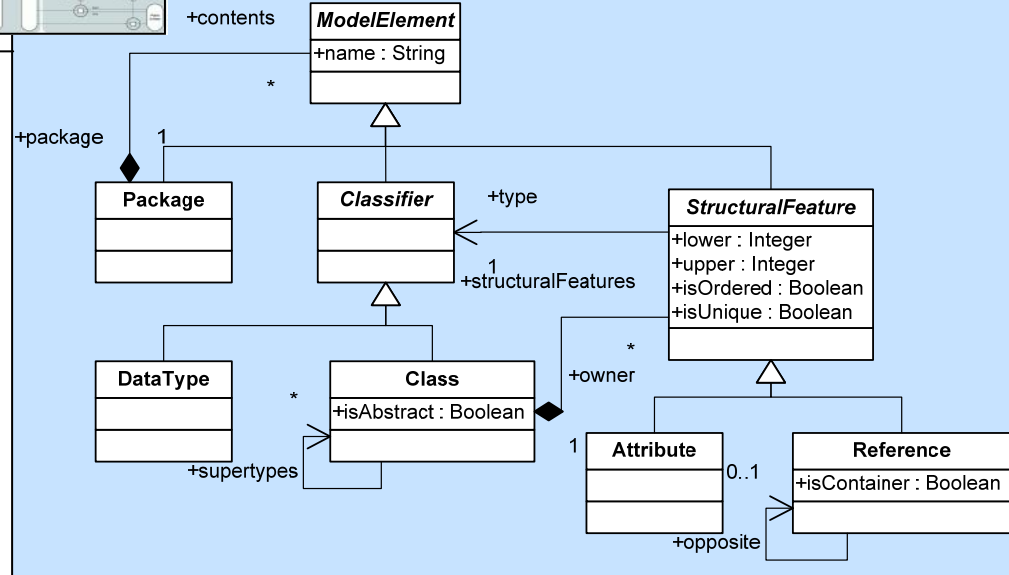 +contents
ModelElement
+name : String
*
+package
1
Package
Classifier
+type
StructuralFeature
+lower : Integer
+upper : Integer
+isOrdered : Boolean
+isUnique : Boolean
1
+structuralFeatures
*
+owner
DataType
Class
+isAbstract : Boolean
*
+supertypes
1
Attribute
0..1
Reference
+isContainer : Boolean
+opposite